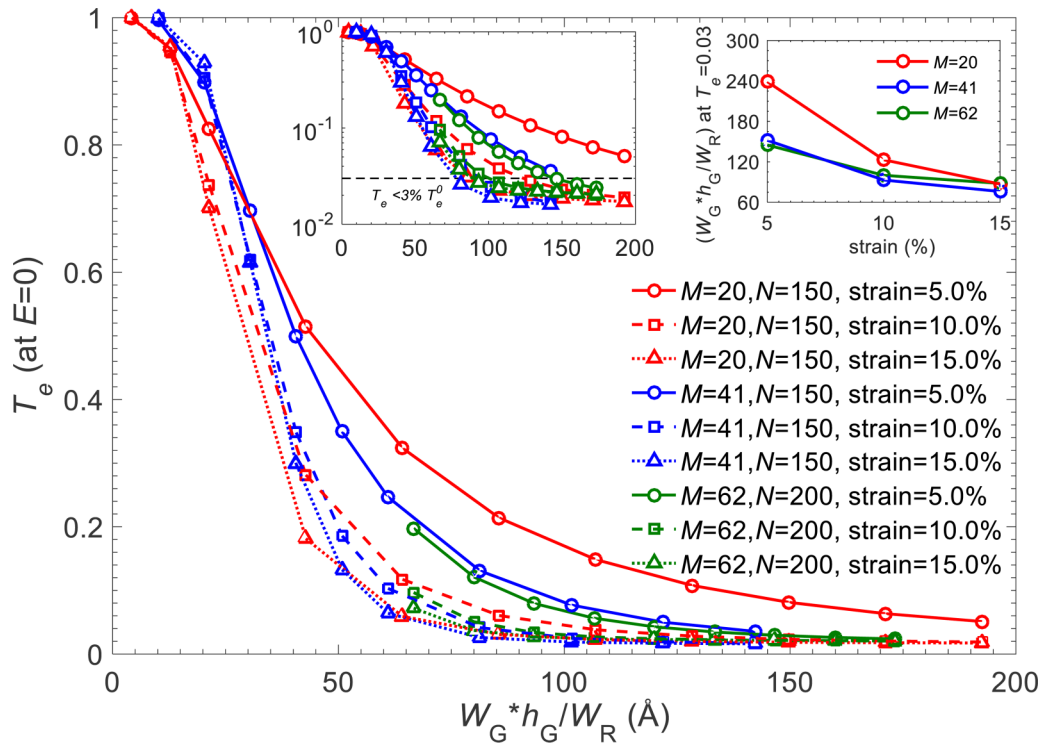 1
0.8
0.6
0.4
0.2
0
0 50 100 150 200
T_e (at E=0)
W_G*h_G/W_R (Å)
10^0
10^-1
10^-2
0 50 100 150 200
T_e <3% T_e^0
300
240
180
120
60
5 10 15
strain (%)
(W_G*h_G/W_R) at T_e=0.03
M=20
M=41
M=62
M=20,N=150, strain=5.0%
M=20,N=150, strain=10.0%
M=20,N=150, strain=15.0%
M=41,N=150, strain=5.0%
M=41,N=150, strain=10.0%
M=41,N=150, strain=15.0%
M=62,N=200, strain=5.0%
M=62,N=200, strain=10.0%
M=62,N=200, strain=15.0%